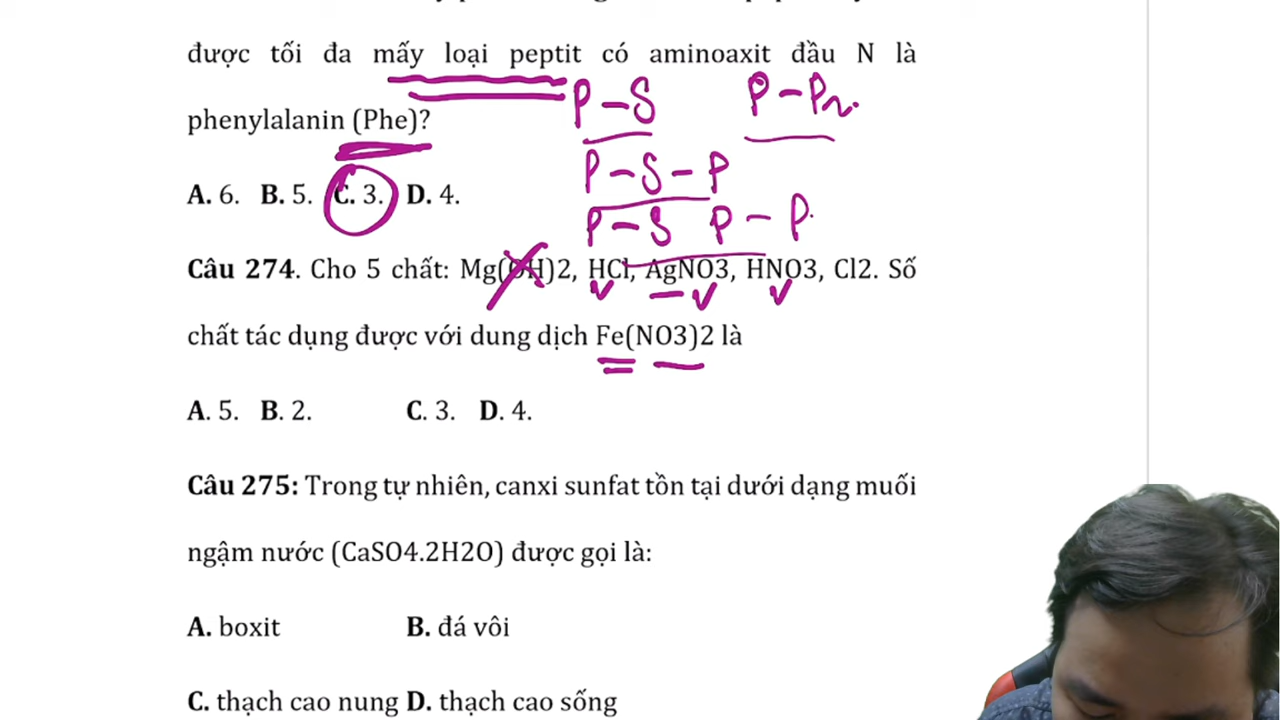 được tối đa mấy loại peptit có aminoaxit đầu N là
P-S P-Pr.
phenylalanin (Phe)?
P-S-P
A. 6. B. 5. C. 3. D. 4.
P-S P-P
Câu 274. Cho 5 chất: Mg(OH)2, HCl, AgNO3, HNO3, Cl2. Số
chất tác dụng được với dung dịch Fe(NO3)2 là
A. 5. B. 2. C. 3. D. 4.
Câu 275: Trong tự nhiên, canxi sunfat tồn tại dưới dạng muối
ngậm nước (CaSO4.2H2O) được gọi là:
A. boxit B. đá vôi
C. thạch cao nung D. thạch cao sống